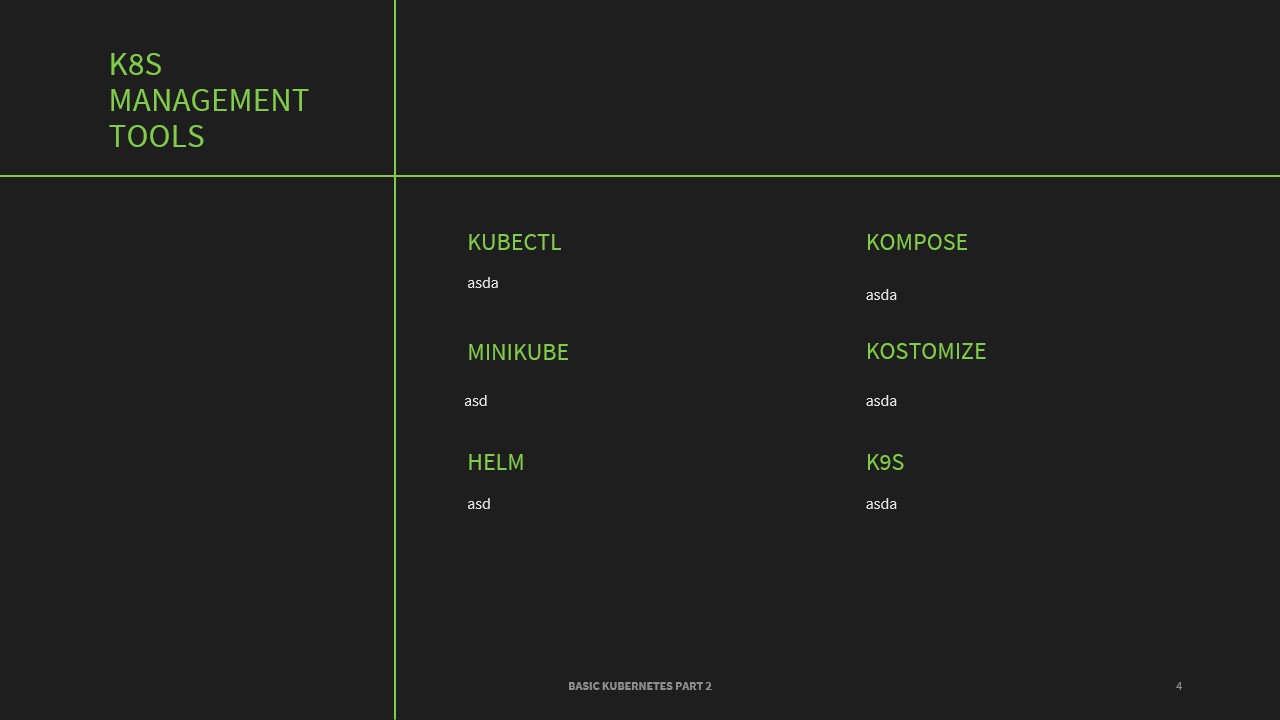 K8S
MANAGEMENT
TOOLS
KUBECTL
asda
KOMPOSE
asda
MINIKUBE
asd
KOSTOMIZE
asda
HELM
asd
K9S
asda
BASIC KUBERNETES PART 2
4